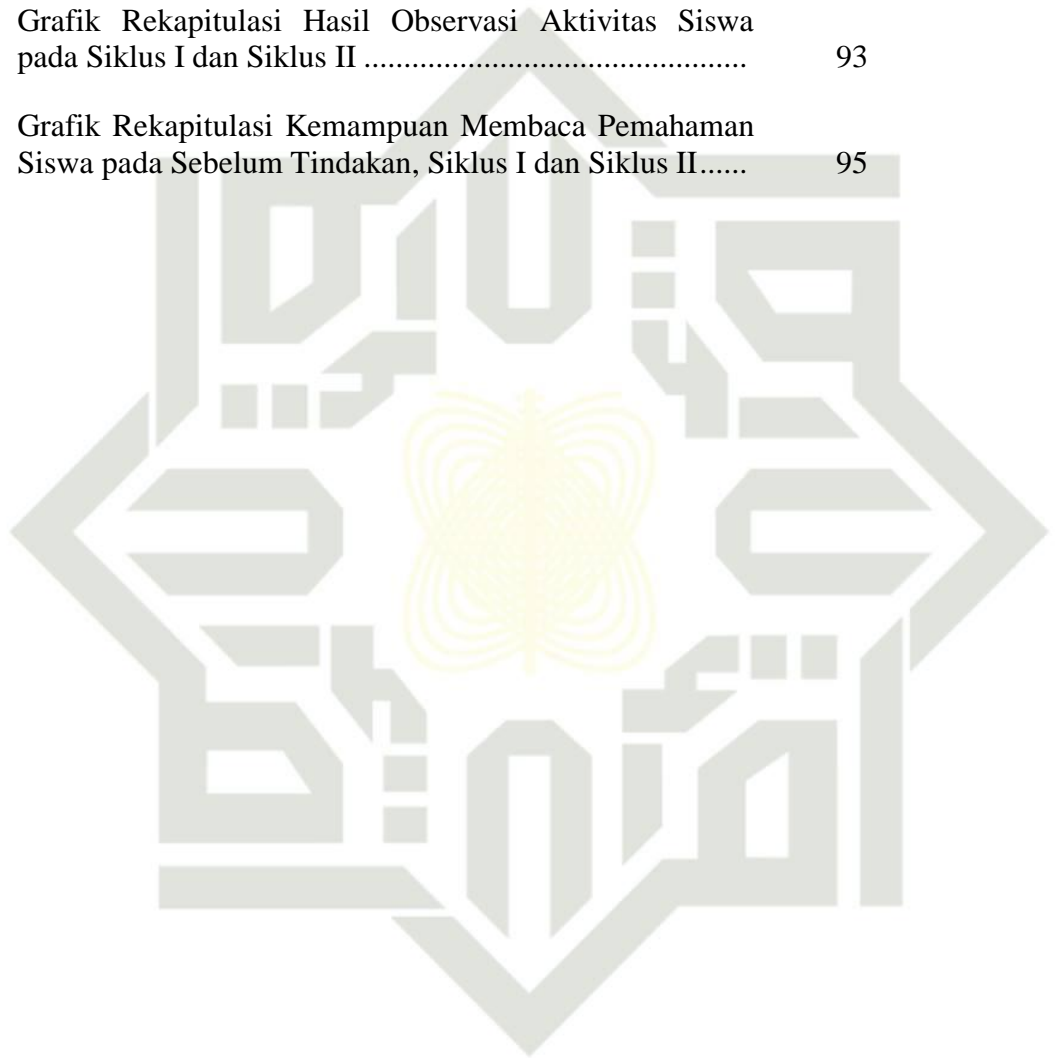 Grafik Rekapitulasi Hasil Observasi Aktivitas Siswa
pada Siklus I dan Siklus II ................................................ 93
Grafik Rekapitulasi Kemampuan Membaca Pemahaman
Siswa pada Sebelum Tindakan, Siklus I dan Siklus II...... 95